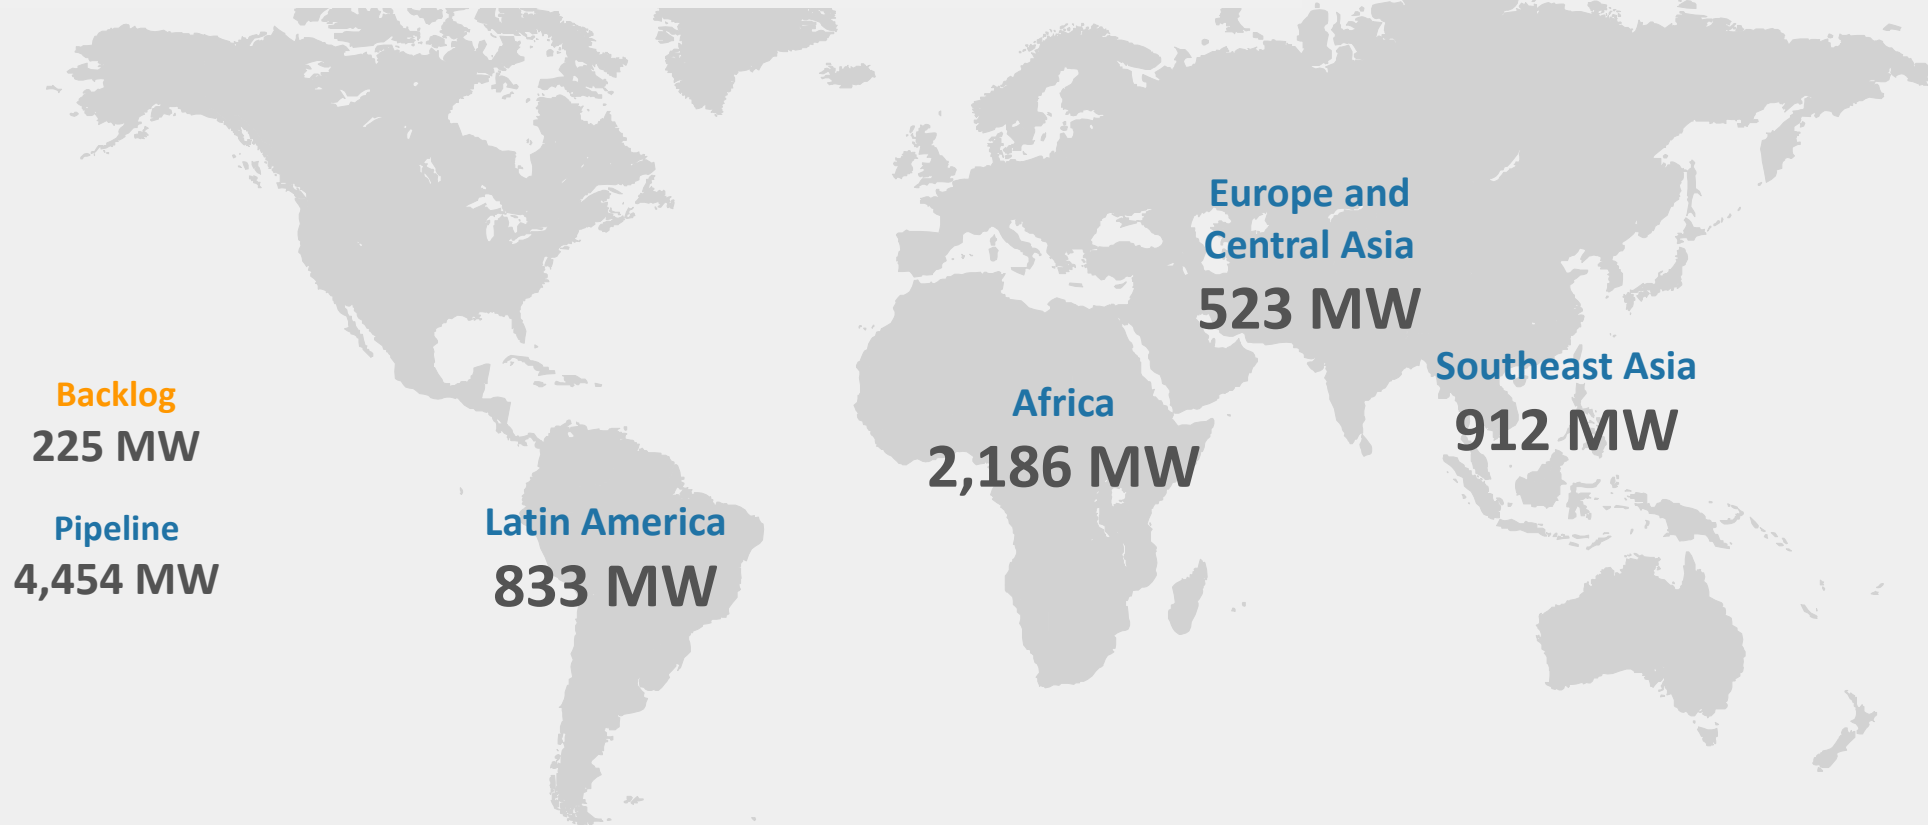 Backlog
225 MW
Pipeline
4,454 MW
Latin America
833 MW
Africa
2,186 MW
Europe and
Central Asia
523 MW
Southeast Asia
912 MW